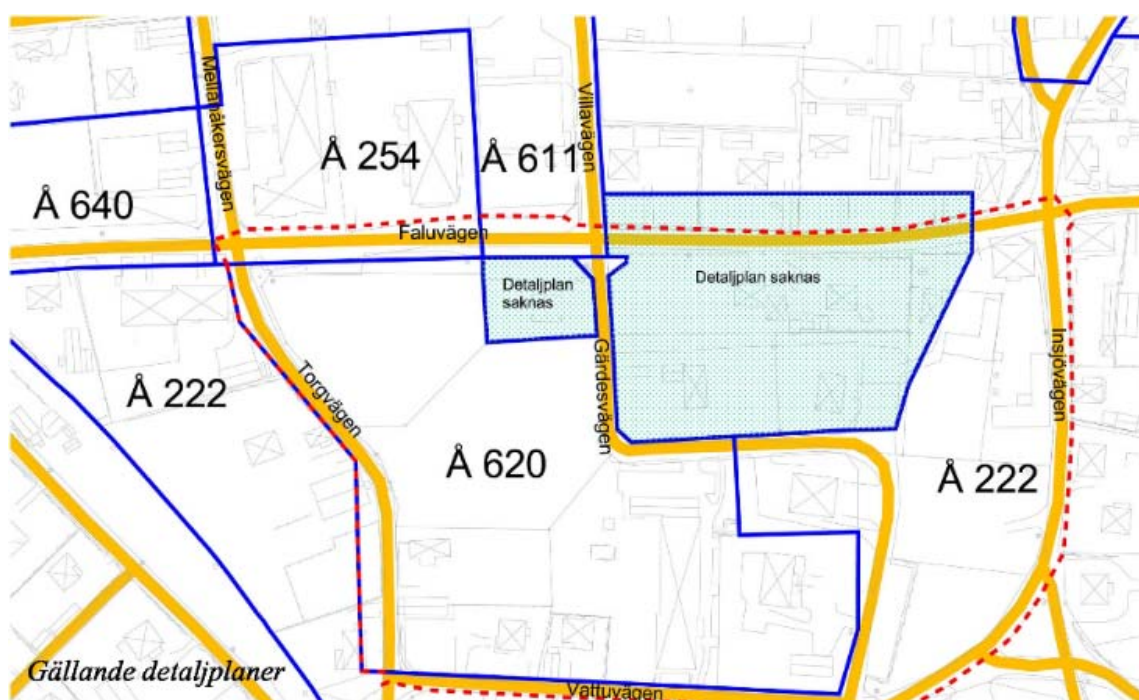 Mellanåkersvägen
Villavägen
Å 254
Å 611
Å 640
Faluvägen
Detaljplan
saknas
Detaljplan saknas
Insjövägen
Torgvägen
Gärdesvägen
Å 222
Å 620
Å 222
Gällande detaljplaner
Vattuvägen